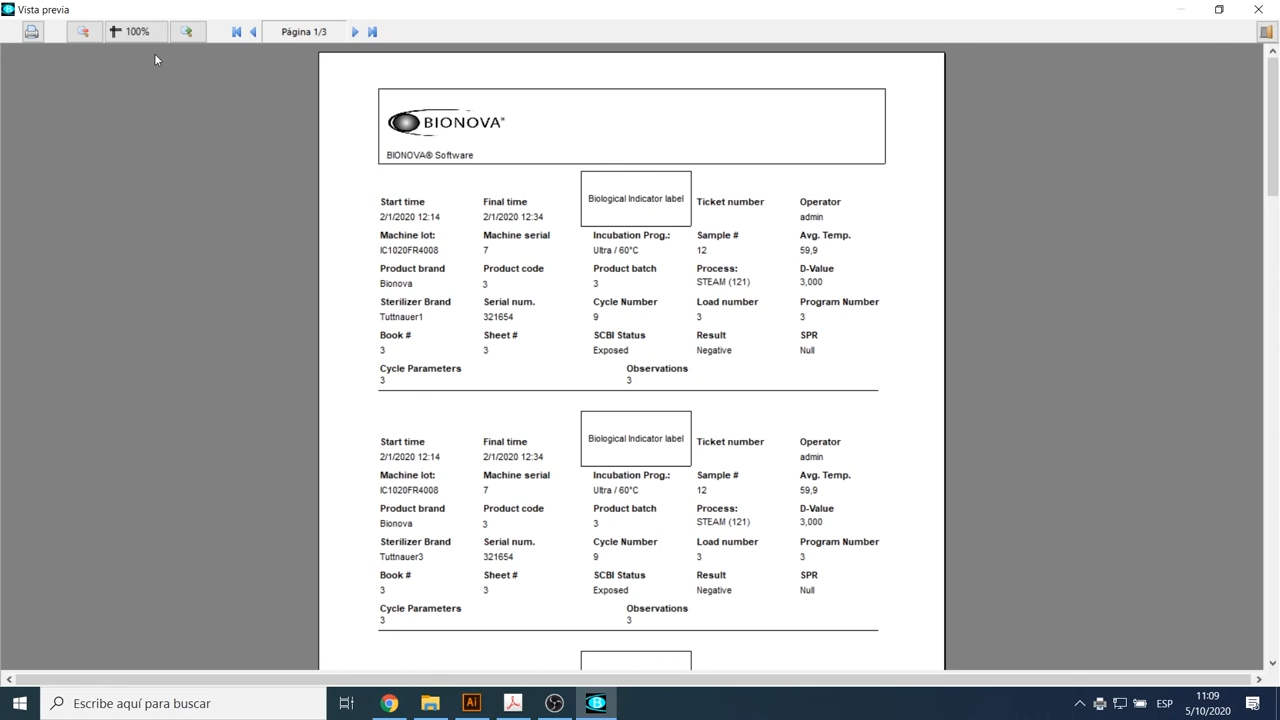 Vista previa
100%
Página 1/3
BIONOVA®
BIONOVA® Software
Biological Indicator label
Start time Final time Ticket number Operator
2/1/2020 12:14 2/1/2020 12:34 admin
Machine lot: Machine serial Incubation Prog.: Sample # Avg. Temp.
IC1020FR4008 7 Ultra / 60°C 12 59,9
Product brand Product code Product batch Process: D-Value
Bionova 3 3 STEAM (121) 3,000
Sterilizer Brand Serial num. Cycle Number Load number Program Number
Tuttnauer1 321654 9 3 3
Book # Sheet # SCBI Status Result SPR
3 3 Exposed Negative Null
Cycle Parameters Observations
3 3
Biological Indicator label
Start time Final time Ticket number Operator
2/1/2020 12:14 2/1/2020 12:34 admin
Machine lot: Machine serial Incubation Prog.: Sample # Avg. Temp.
IC1020FR4008 7 Ultra / 60°C 12 59,9
Product brand Product code Product batch Process: D-Value
Bionova 3 3 STEAM (121) 3,000
Sterilizer Brand Serial num. Cycle Number Load number Program Number
Tuttnauer3 321654 9 3 3
Book # Sheet # SCBI Status Result SPR
3 3 Exposed Negative Null
Cycle Parameters Observations
3 3
Escribe aquí para buscar
Ai
B
ESP
11:09
5/10/2020